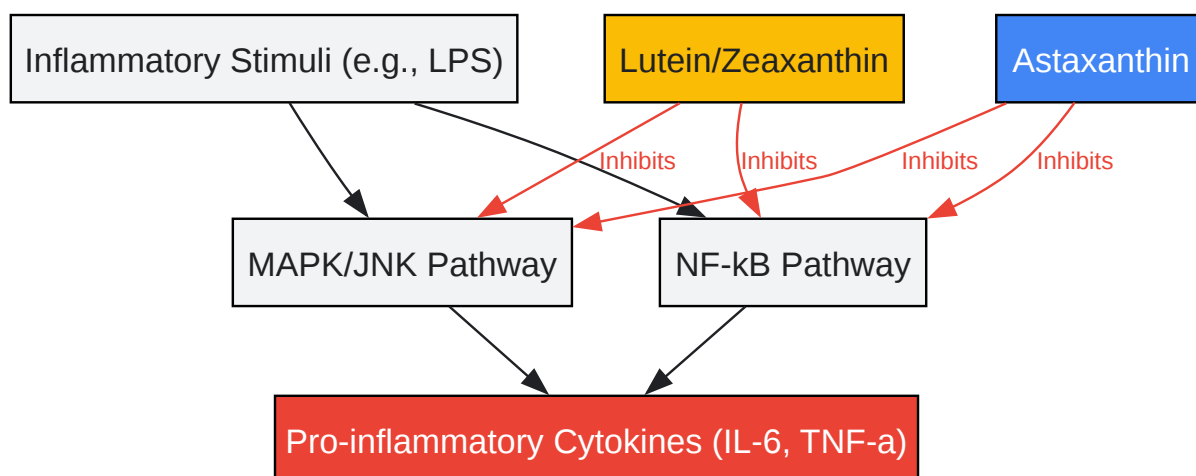 Inflammatory Stimuli (e.g., LPS)
Lutein/Zeaxanthin
Astaxanthin
Inhibits
Inhibits
Inhibits
Inhibits
MAPK/JNK Pathway
NF-kB Pathway
Pro-inflammatory Cytokines (IL-6, TNF-a)